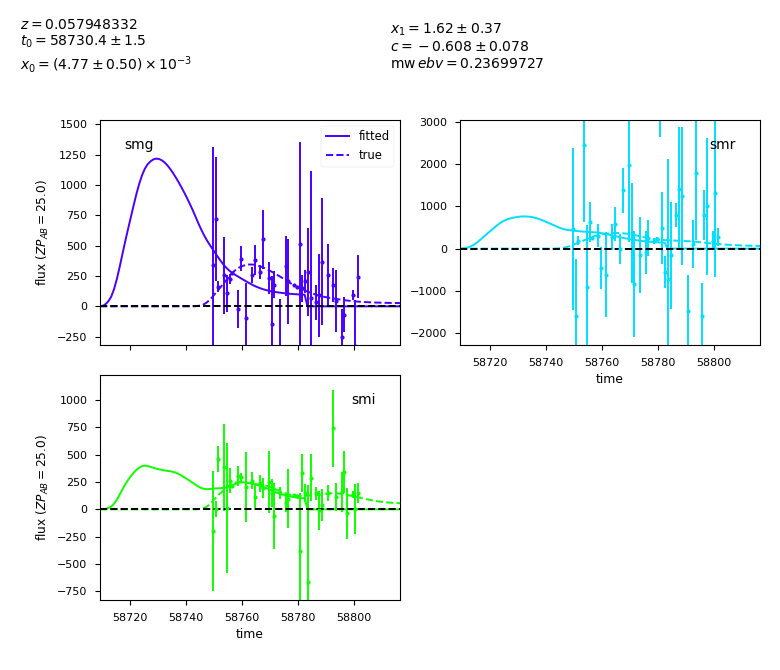 z = 0.057948332
t₀ = 58730.4 ± 1.5
x₀ = (4.77 ± 0.50) × 10⁻³
x₁ = 1.62 ± 0.37
c = −0.608 ± 0.078
mw ebv = 0.23699727
smg
fitted
true
1500
1250
1000
750
500
250
0
−250
flux (ZP_AB = 25.0)
smr
3000
2000
1000
0
−1000
−2000
58720 58740 58760 58780 58800
time
smi
1000
750
500
250
0
−250
−500
−750
flux (ZP_AB = 25.0)
58720 58740 58760 58780 58800
time